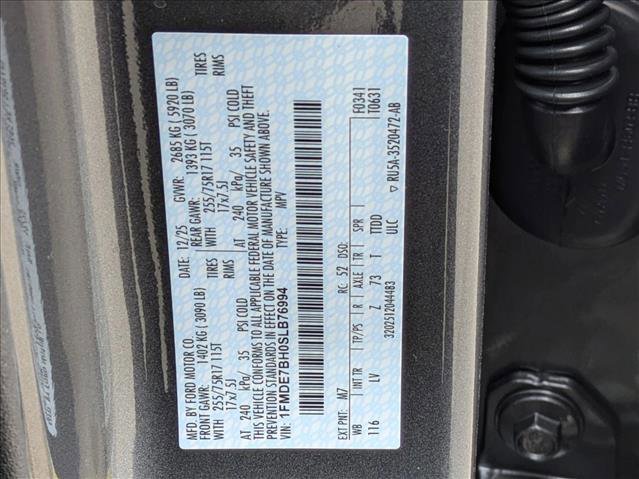 MFD. BY FORD MOTOR CO.
DATE: 12/25 GVWR: 2685 KG ( 5920 LB)
FRONT GAWR: REAR GAWR:
1402 KG ( 3090 LB) 1393 KG ( 3070 LB)
WITH WITH TIRES
255/75R17 115T 255/75R17 115T
17x7.5J RIMS 17x7.5J RIMS
AT 240 kPa/ 35 PSI COLD AT 240 kPa/ 35 PSI COLD
THIS VEHICLE CONFORMS TO ALL APPLICABLE FEDERAL MOTOR VEHICLE SAFETY AND THEFT
PREVENTION STANDARDS IN EFFECT ON THE DATE OF MANUFACTURE SHOWN ABOVE.
VIN: 1FMDE7BH0SLB76994 TYPE: MPV
F0341
EXT PNT: M7 RC: 52 DSO: T0631
WB INT TR TP/PS R AXLE TR SPR
116 LV Z 73 T TTDD
3202512044483 ULC ▽ RU5A-3520472-AB